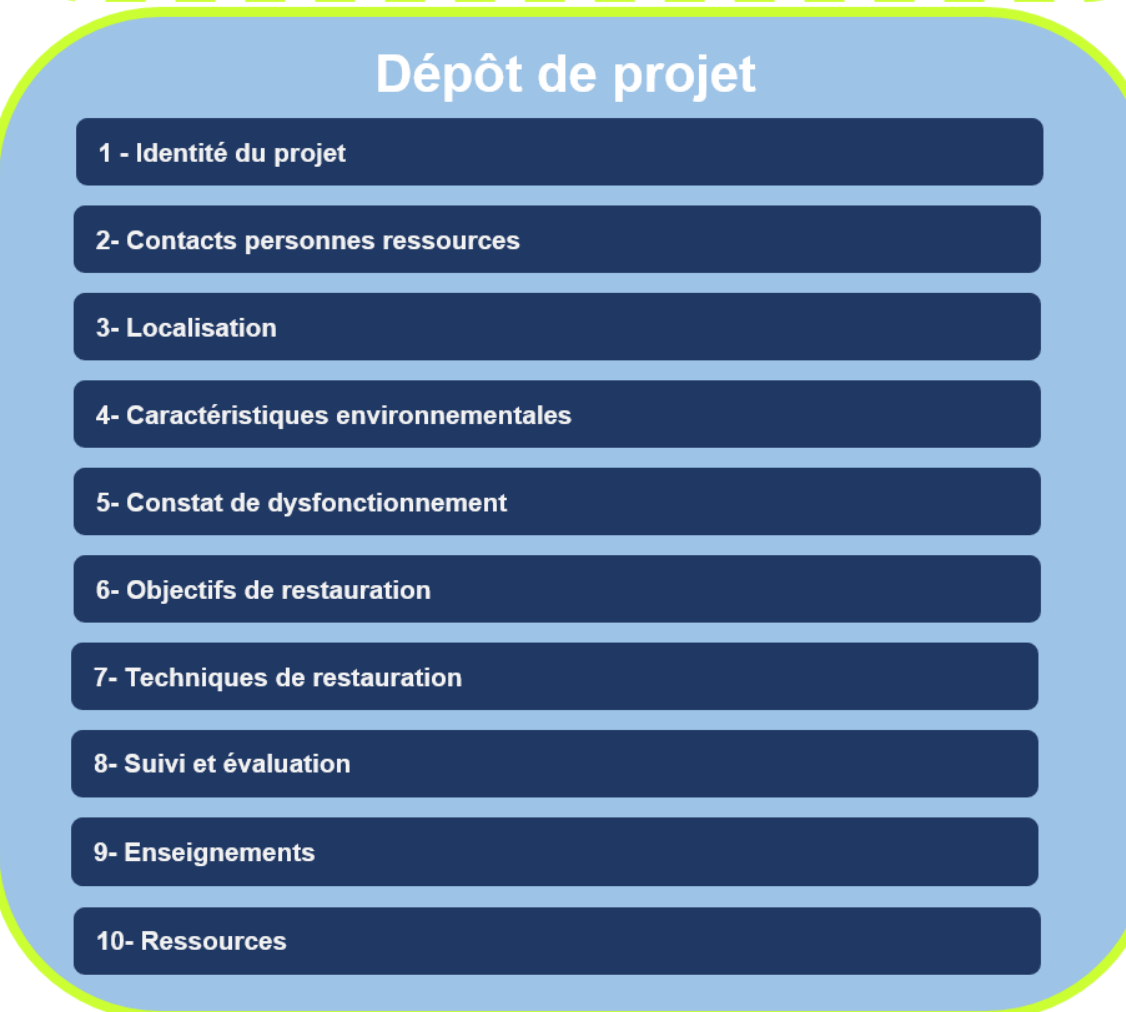 Dépôt de projet
1 - Identité du projet
2- Contacts personnes ressources
3- Localisation
4- Caractéristiques environnementales
5- Constat de dysfonctionnement
6- Objectifs de restauration
7- Techniques de restauration
8- Suivi et évaluation
9- Enseignements
10- Ressources